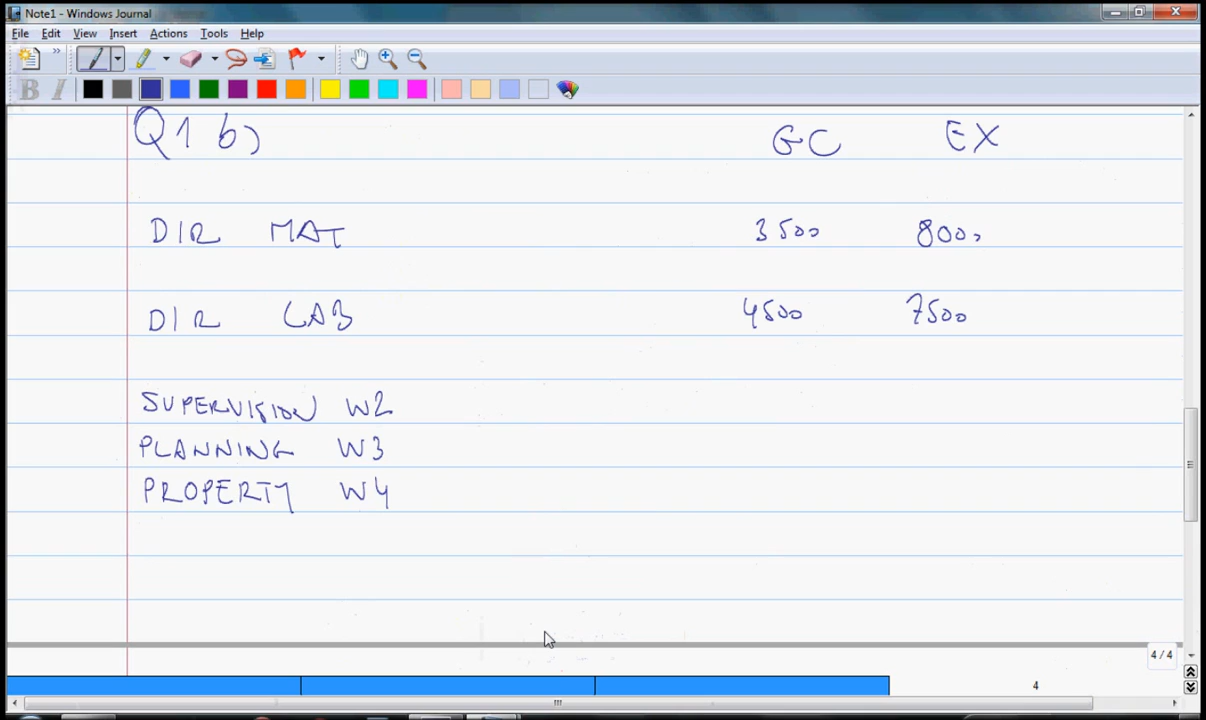 Note1 - Windows Journal
File Edit View Insert Actions Tools Help
B I
Q1 b) GC EX
DIR MAT 3500 8000
DIR LAB 4500 7500
SUPERVISION W2
PLANNING W3
PROPERTY W4
4 / 4
4